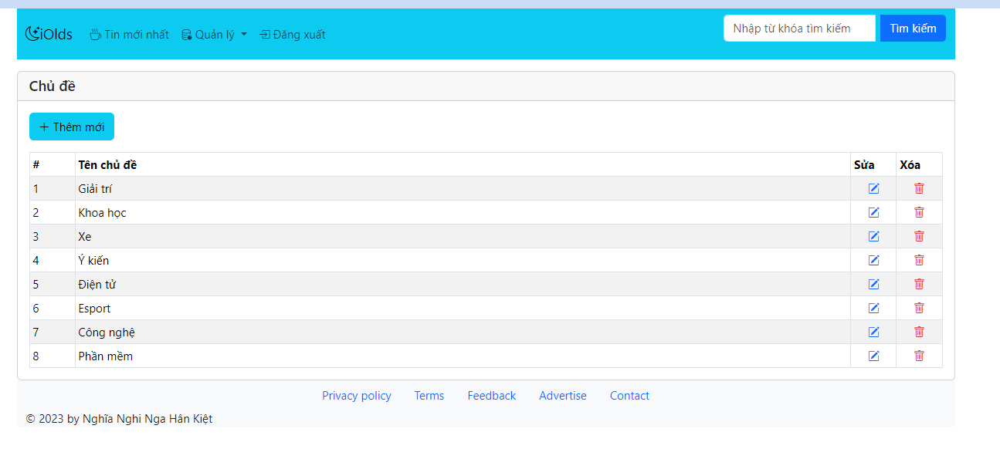 iOlds Tin mới nhất Quản lý Đăng xuất Nhập từ khóa tìm kiếm Tìm kiếm
Chủ đề
+ Thêm mới
# Tên chủ đề Sửa Xóa
1 Giải trí
2 Khoa học
3 Xe
4 Ý kiến
5 Điện tử
6 Esport
7 Công nghệ
8 Phần mềm
Privacy policy Terms Feedback Advertise Contact
© 2023 by Nghĩa Nghi Nga Hân Kiệt